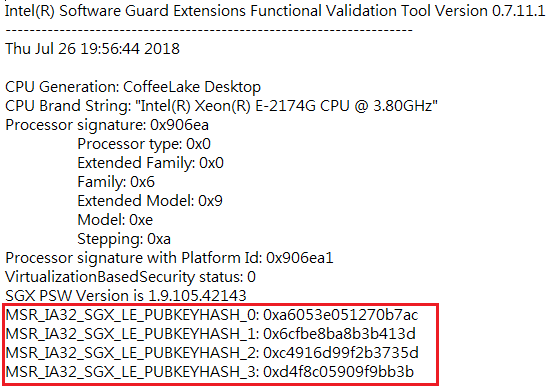 Intel(R) Software Guard Extensions Functional Validation Tool Version 0.7.11.1
--------------------------------------------------------------------
Thu Jul 26 19:56:44 2018
CPU Generation: CoffeeLake Desktop
CPU Brand String: "Intel(R) Xeon(R) E-2174G CPU @ 3.80GHz"
Processor signature: 0x906ea
Processor type: 0x0
Extended Family: 0x0
Family: 0x6
Extended Model: 0x9
Model: 0xe
Stepping: 0xa
Processor signature with Platform Id: 0x906ea1
VirtualizationBasedSecurity status: 0
SGX PSW Version is 1.9.105.42143
MSR_IA32_SGX_LE_PUBKEYHASH_0: 0xa6053e051270b7ac
MSR_IA32_SGX_LE_PUBKEYHASH_1: 0x6cfbe8ba8b3b413d
MSR_IA32_SGX_LE_PUBKEYHASH_2: 0xc4916d99f2b3735d
MSR_IA32_SGX_LE_PUBKEYHASH_3: 0xd4f8c05909f9bb3b